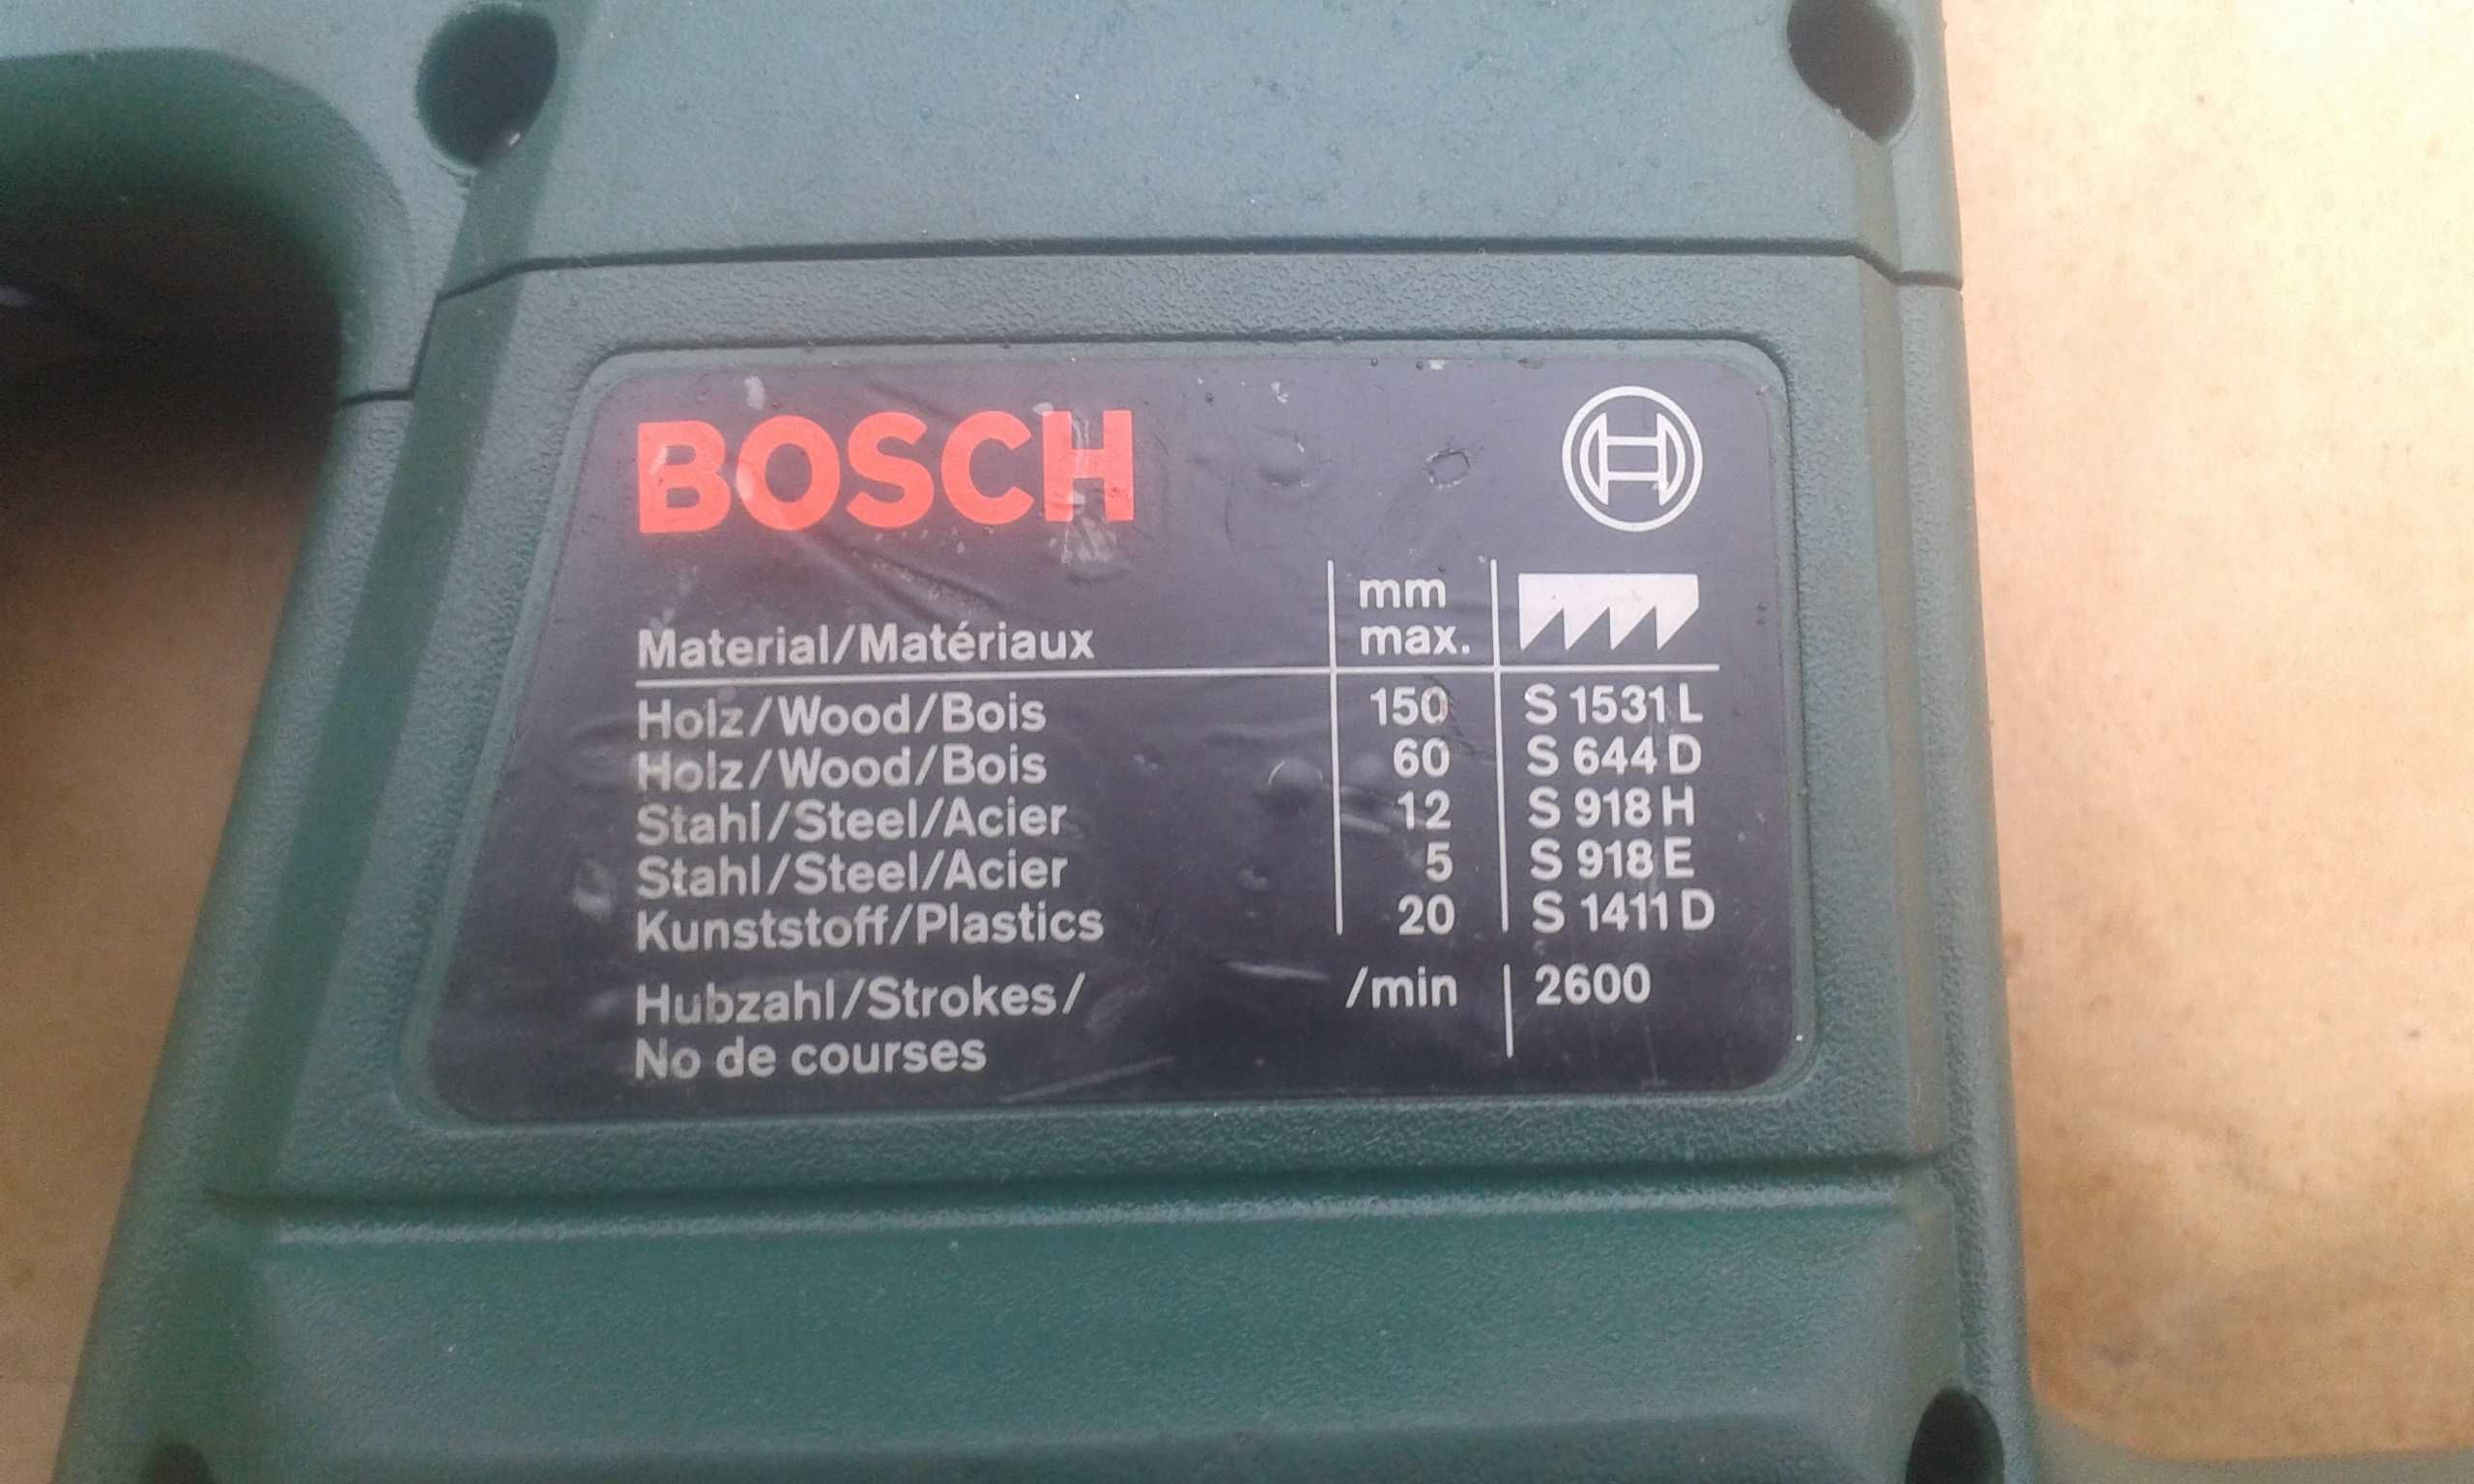 BOSCH
mm
max.
Material/Matériaux
Holz/Wood/Bois 150 S 1531 L
Holz/Wood/Bois 60 S 644 D
Stahl/Steel/Acier 12 S 918 H
Stahl/Steel/Acier 5 S 918 E
Kunststoff/Plastics 20 S 1411 D
Hubzahl/Strokes/ /min 2600
No de courses